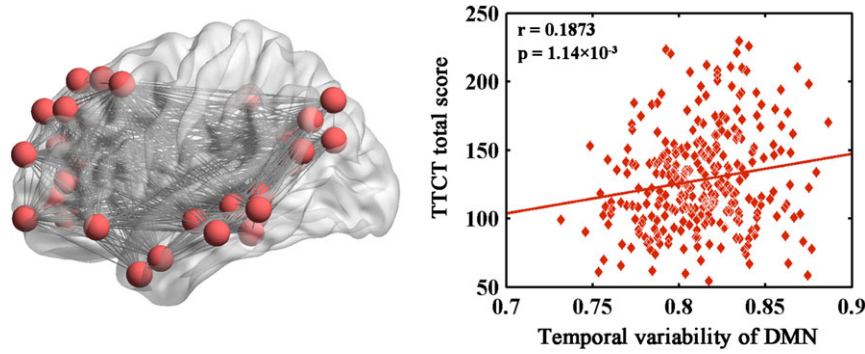 r = 0.1873
p = 1.14×10⁻³
TTCT total score
250
200
150
100
50
0.7 0.75 0.8 0.85 0.9
Temporal variability of DMN